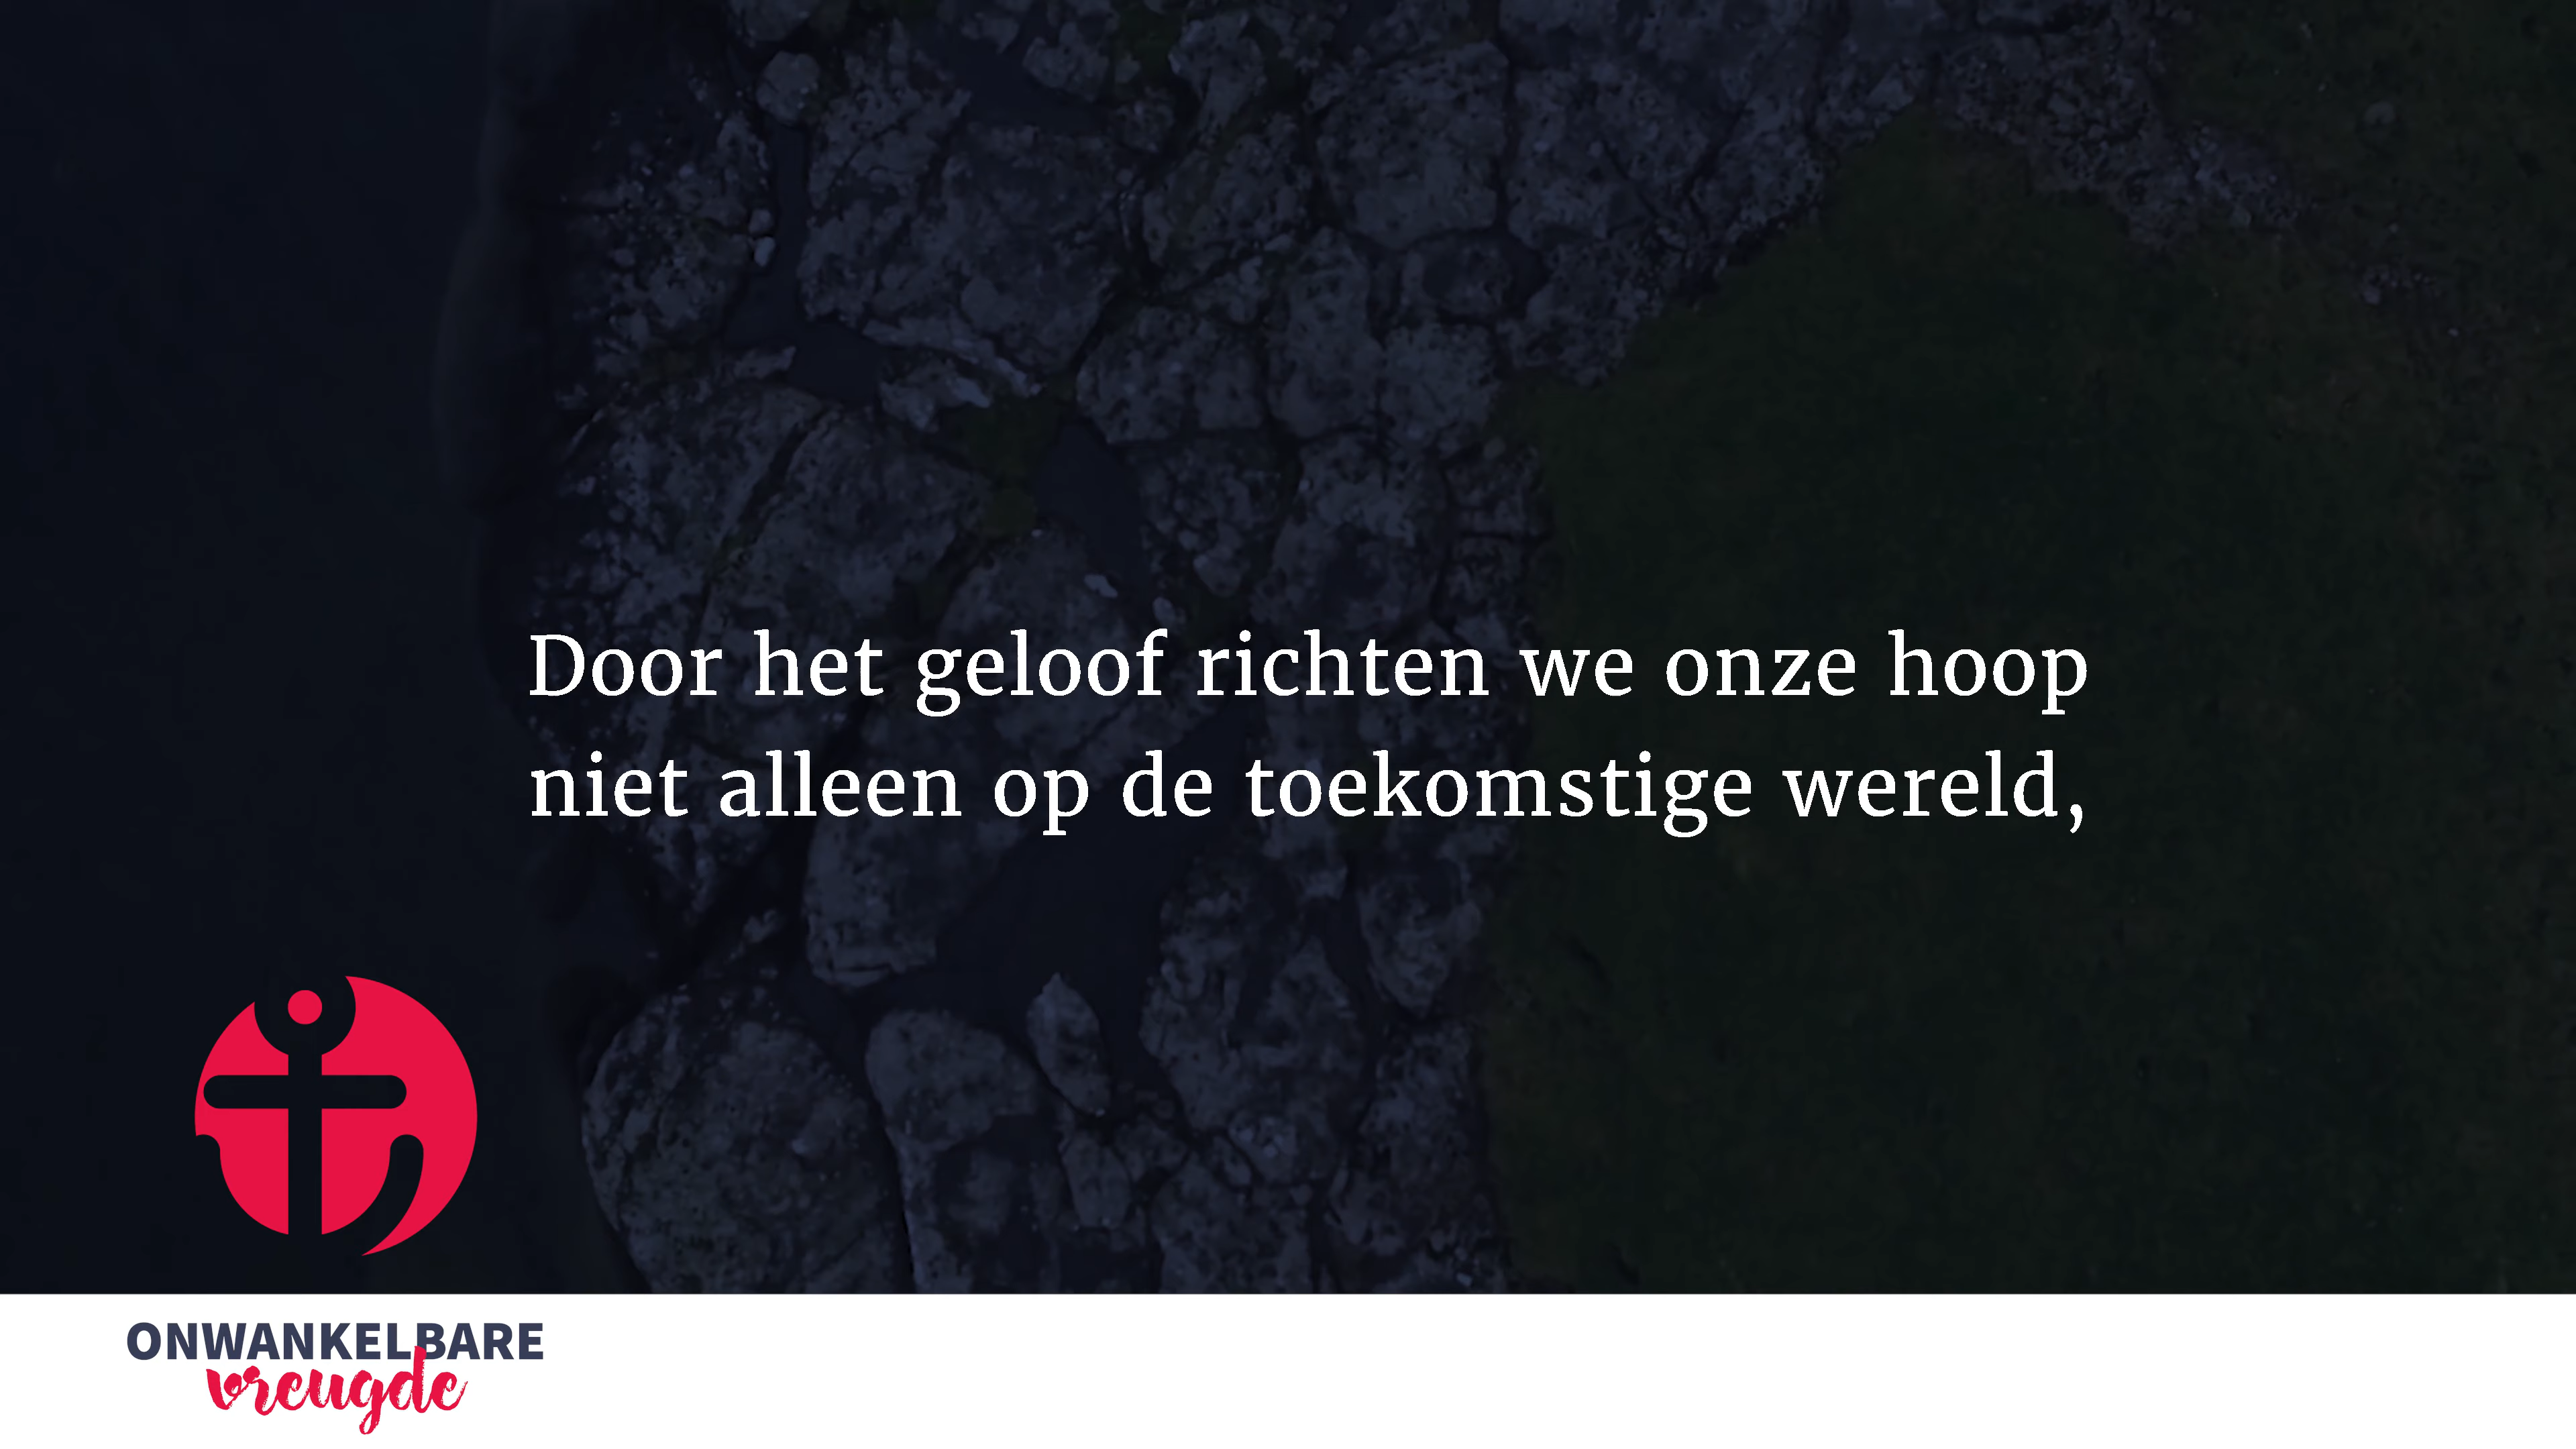 Door het geloof richten we onze hoop
niet alleen op de toekomstige wereld,
ONWANKELBARE
vreugde